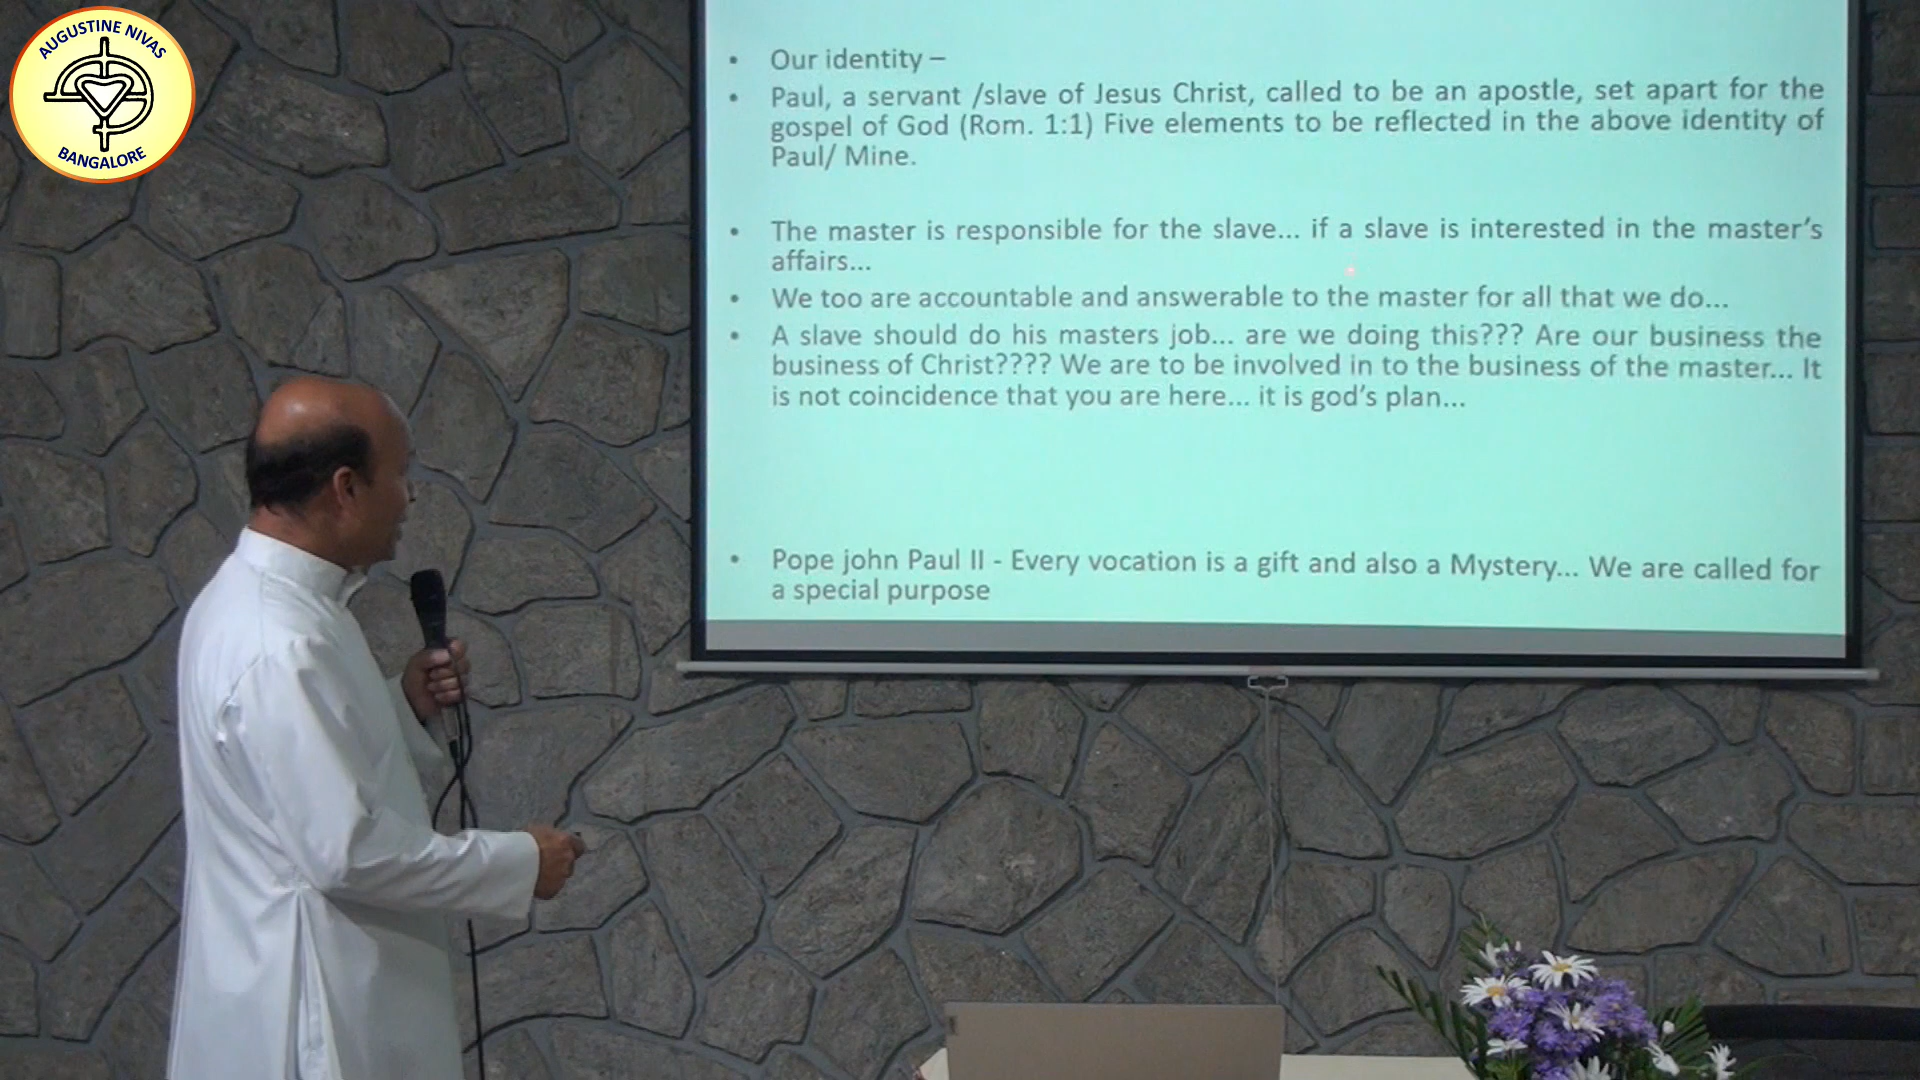 AUGUSTINE NIVAS
BANGALORE
• Our identity –
• Paul, a servant /slave of Jesus Christ, called to be an apostle, set apart for the
gospel of God (Rom. 1:1) Five elements to be reflected in the above identity of
Paul/ Mine.
• The master is responsible for the slave... if a slave is interested in the master's
affairs...
• We too are accountable and answerable to the master for all that we do...
• A slave should do his masters job... are we doing this??? Are our business the
business of Christ???? We are to be involved in to the business of the master... It
is not coincidence that you are here... it is god's plan...
• Pope john Paul II - Every vocation is a gift and also a Mystery... We are called for
a special purpose